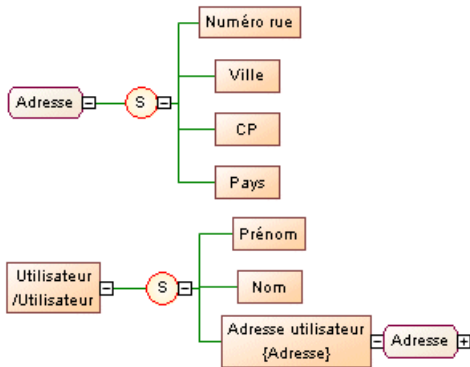 Numéro rue
Ville
Adresse
S
CP
Pays
Prénom
Utilisateur
/Utilisateur
S
Nom
Adresse utilisateur
{Adresse}
Adresse